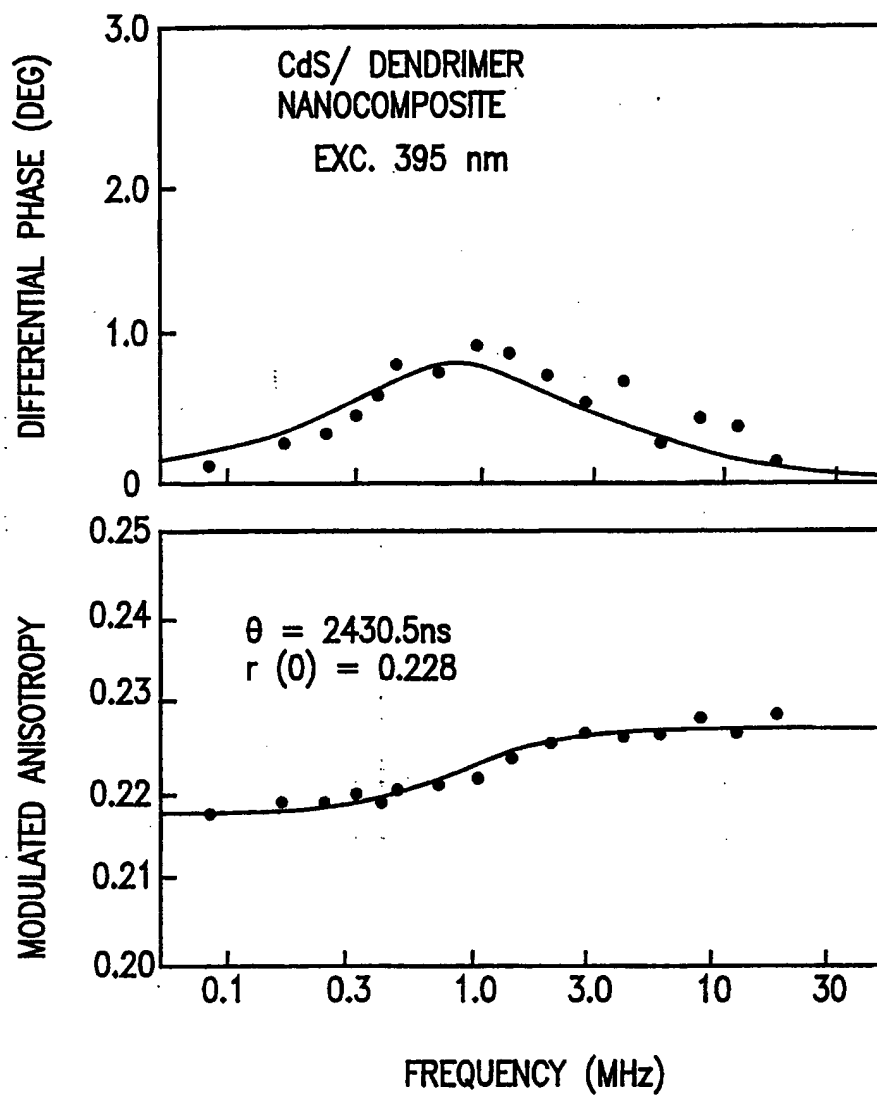 3.0
CdS/ DENDRIMER
NANOCOMPOSITE
EXC. 395 nm
2.0
1.0
0
DIFFERENTIAL PHASE (DEG)
0.25
0.24
θ = 2430.5ns
r (0) = 0.228
0.23
0.22
0.21
0.20
MODULATED ANISOTROPY
0.1 0.3 1.0 3.0 10 30
FREQUENCY (MHz)